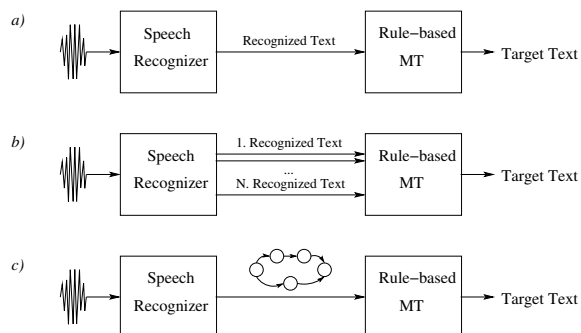 a)
Speech
Recognizer
Recognized Text
Rule−based
MT
Target Text
b)
Speech
Recognizer
1. Recognized Text
...
N. Recognized Text
Rule−based
MT
Target Text
c)
Speech
Recognizer
Rule−based
MT
Target Text